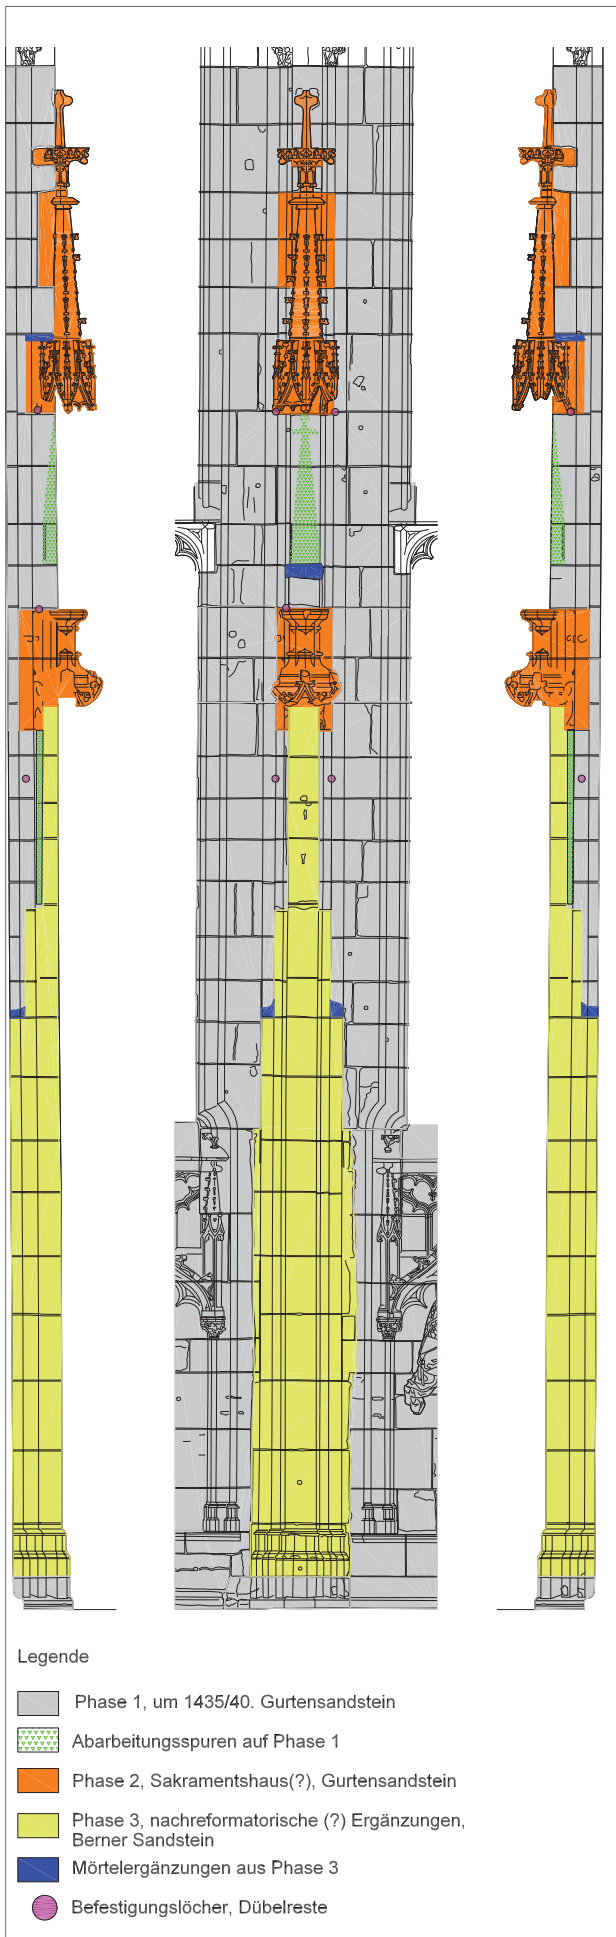 Legende
Phase 1, um 1435/40. Gurtensandstein
Abarbeitungsspuren auf Phase 1
Phase 2, Sakramentshaus(?), Gurtensandstein
Phase 3, nachreformatorische (?) Ergänzungen,
Berner Sandstein
Mörtelergänzungen aus Phase 3
Befestigungslöcher, Dübelreste